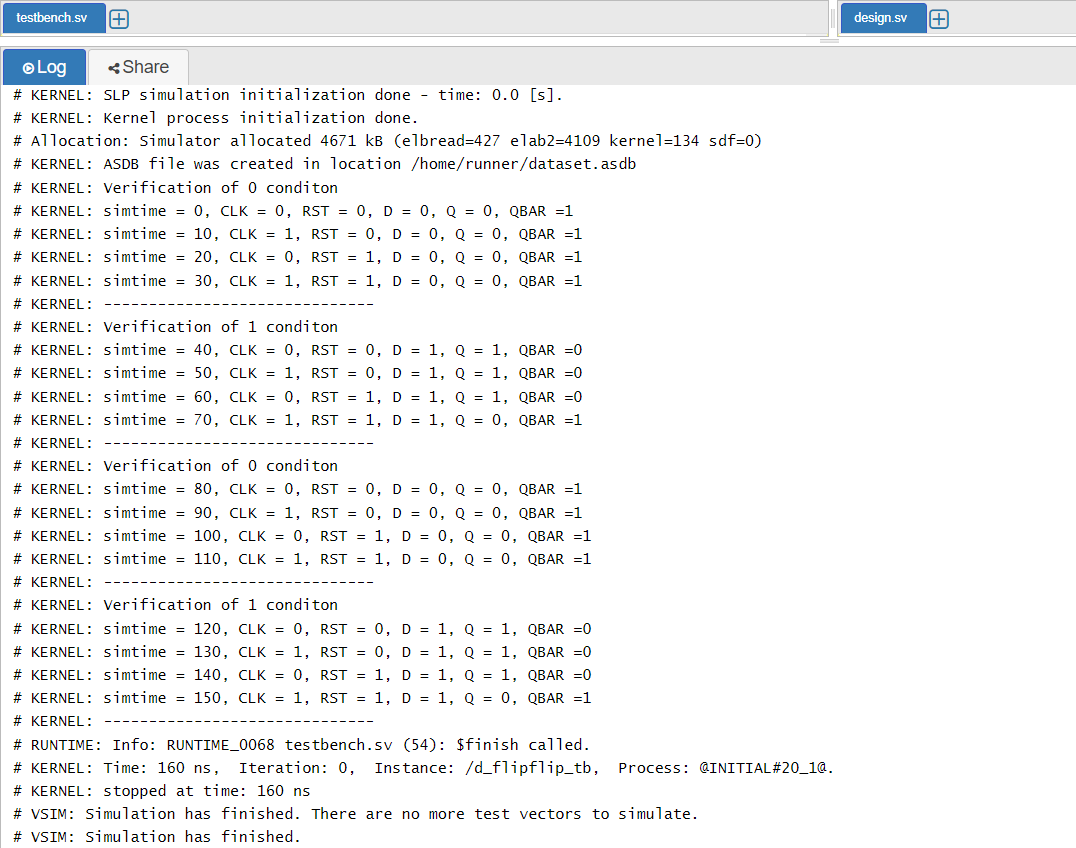 testbench.sv
design.sv
Log
Share
# KERNEL: SLP simulation initialization done - time: 0.0 [s].
# KERNEL: Kernel process initialization done.
# Allocation: Simulator allocated 4671 kB (elbread=427 elab2=4109 kernel=134 sdf=0)
# KERNEL: ASDB file was created in location /home/runner/dataset.asdb
# KERNEL: Verification of 0 conditon
# KERNEL: simtime = 0, CLK = 0, RST = 0, D = 0, Q = 0, QBAR =1
# KERNEL: simtime = 10, CLK = 1, RST = 0, D = 0, Q = 0, QBAR =1
# KERNEL: simtime = 20, CLK = 0, RST = 1, D = 0, Q = 0, QBAR =1
# KERNEL: simtime = 30, CLK = 1, RST = 1, D = 0, Q = 0, QBAR =1
# KERNEL: ------------------------------
# KERNEL: Verification of 1 conditon
# KERNEL: simtime = 40, CLK = 0, RST = 0, D = 1, Q = 1, QBAR =0
# KERNEL: simtime = 50, CLK = 1, RST = 0, D = 1, Q = 1, QBAR =0
# KERNEL: simtime = 60, CLK = 0, RST = 1, D = 1, Q = 1, QBAR =0
# KERNEL: simtime = 70, CLK = 1, RST = 1, D = 1, Q = 0, QBAR =1
# KERNEL: ------------------------------
# KERNEL: Verification of 0 conditon
# KERNEL: simtime = 80, CLK = 0, RST = 0, D = 0, Q = 0, QBAR =1
# KERNEL: simtime = 90, CLK = 1, RST = 0, D = 0, Q = 0, QBAR =1
# KERNEL: simtime = 100, CLK = 0, RST = 1, D = 0, Q = 0, QBAR =1
# KERNEL: simtime = 110, CLK = 1, RST = 1, D = 0, Q = 0, QBAR =1
# KERNEL: ------------------------------
# KERNEL: Verification of 1 conditon
# KERNEL: simtime = 120, CLK = 0, RST = 0, D = 1, Q = 1, QBAR =0
# KERNEL: simtime = 130, CLK = 1, RST = 0, D = 1, Q = 1, QBAR =0
# KERNEL: simtime = 140, CLK = 0, RST = 1, D = 1, Q = 1, QBAR =0
# KERNEL: simtime = 150, CLK = 1, RST = 1, D = 1, Q = 0, QBAR =1
# KERNEL: ------------------------------
# RUNTIME: Info: RUNTIME_0068 testbench.sv (54): $finish called.
# KERNEL: Time: 160 ns,  Iteration: 0,  Instance: /d_flipflip_tb,  Process: @INITIAL#20_1@.
# KERNEL: stopped at time: 160 ns
# VSIM: Simulation has finished. There are no more test vectors to simulate.
# VSIM: Simulation has finished.